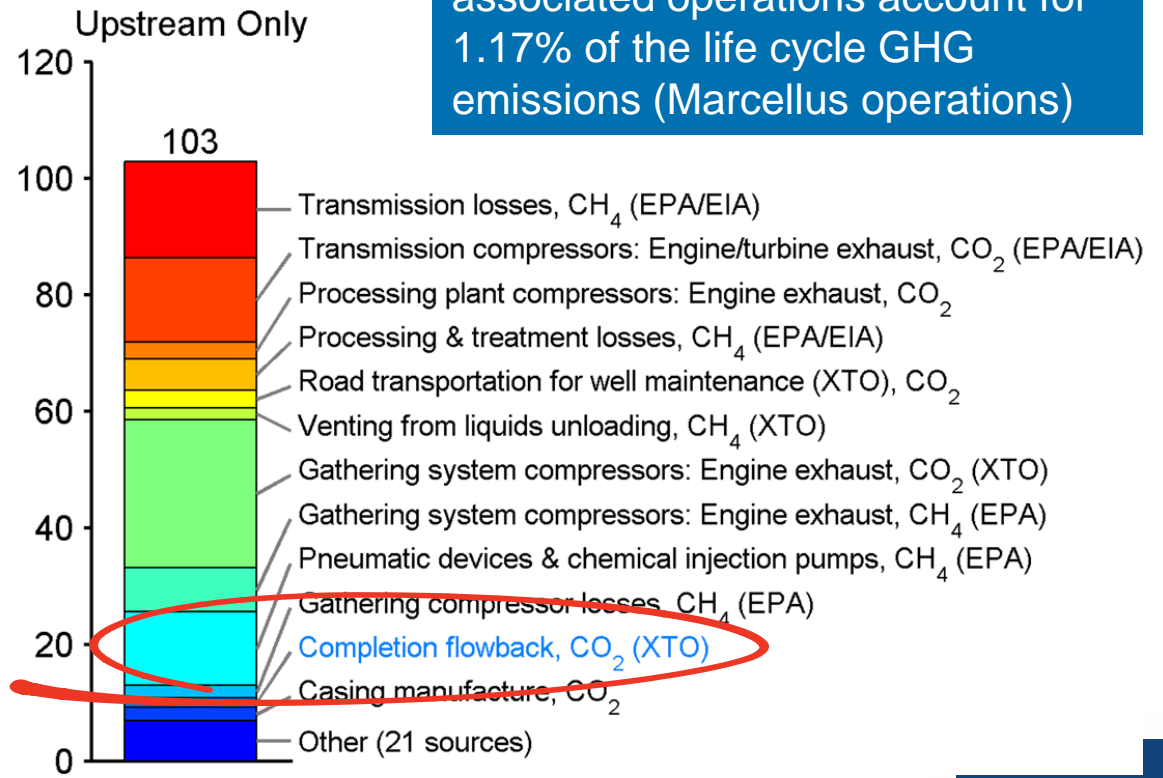 Upstream Only
associated operations account for
1.17% of the life cycle GHG
emissions (Marcellus operations)
120
100
80
60
40
20
0
103
Transmission losses, CH₄ (EPA/EIA)
Transmission compressors: Engine/turbine exhaust, CO₂ (EPA/EIA)
Processing plant compressors: Engine exhaust, CO₂
Processing & treatment losses, CH₄ (EPA/EIA)
Road transportation for well maintenance (XTO), CO₂
Venting from liquids unloading, CH₄ (XTO)
Gathering system compressors: Engine exhaust, CO₂ (XTO)
Gathering system compressors: Engine exhaust, CH₄ (EPA)
Pneumatic devices & chemical injection pumps, CH₄ (EPA)
Gathering compressor losses, CH₄ (EPA)
Completion flowback, CO₂ (XTO)
Casing manufacture, CO₂
Other (21 sources)